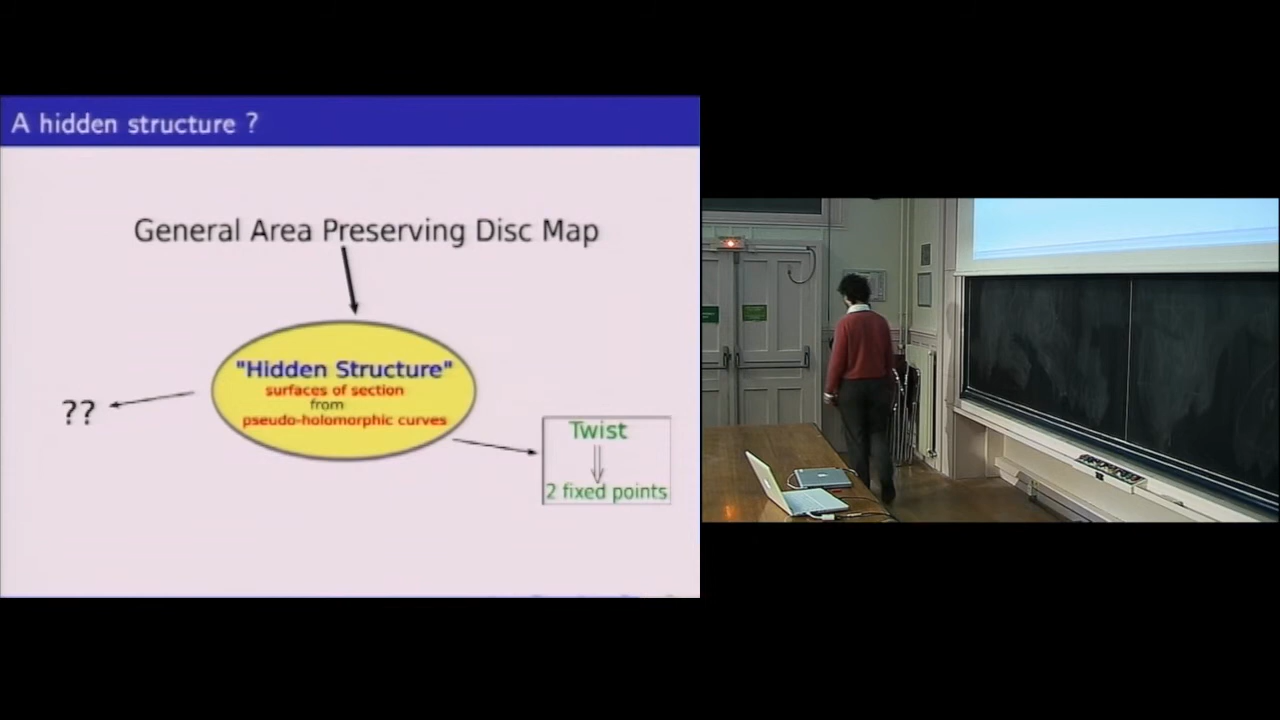 A hidden structure ?
General Area Preserving Disc Map
"Hidden Structure"
surfaces of section
from
pseudo-holomorphic curves
??
Twist
2 fixed points